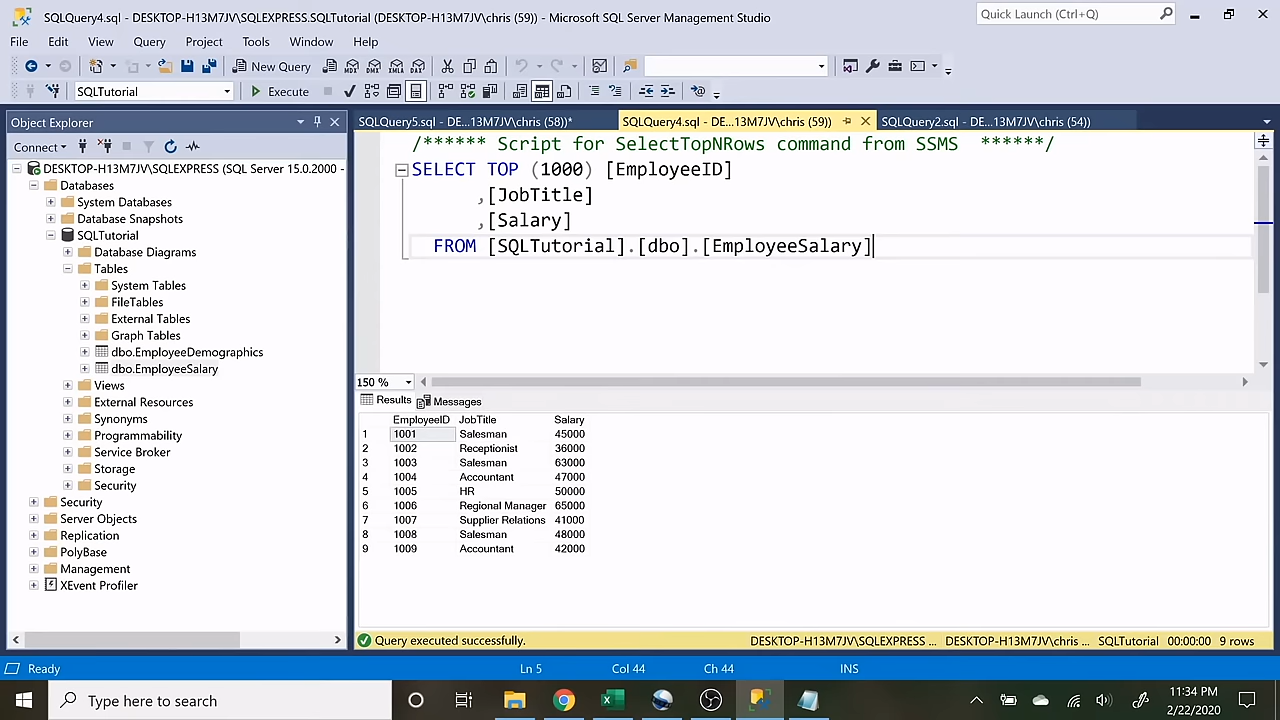 SQLQuery4.sql - DESKTOP-H13M7JV\SQLEXPRESS.SQLTutorial (DESKTOP-H13M7JV\chris (59)) - Microsoft SQL Server Management Studio
Quick Launch (Ctrl+Q)
File Edit View Query Project Tools Window Help
New Query
MDX DMX XMLA DAX
SQLTutorial
Execute
Object Explorer
SQLQuery5.sql - DE...13M7JV\chris (58))*
SQLQuery4.sql - DE...13M7JV\chris (59))
SQLQuery2.sql - DE...13M7JV\chris (54))
Connect
DESKTOP-H13M7JV\SQLEXPRESS (SQL Server 15.0.2000 -
Databases
System Databases
Database Snapshots
SQLTutorial
Database Diagrams
Tables
System Tables
FileTables
External Tables
Graph Tables
dbo.EmployeeDemographics
dbo.EmployeeSalary
Views
External Resources
Synonyms
Programmability
Service Broker
Storage
Security
Security
Server Objects
Replication
PolyBase
Management
XEvent Profiler
/****** Script for SelectTopNRows command from SSMS ******/
SELECT TOP (1000) [EmployeeID]
,[JobTitle]
,[Salary]
FROM [SQLTutorial].[dbo].[EmployeeSalary]
150 %
Results Messages
EmployeeID JobTitle Salary
1 1001 Salesman 45000
2 1002 Receptionist 36000
3 1003 Salesman 63000
4 1004 Accountant 47000
5 1005 HR 50000
6 1006 Regional Manager 65000
7 1007 Supplier Relations 41000
8 1008 Salesman 48000
9 1009 Accountant 42000
Query executed successfully.
DESKTOP-H13M7JV\SQLEXPRESS ... DESKTOP-H13M7JV\chris ... SQLTutorial 00:00:00 9 rows
Ready Ln 5 Col 44 Ch 44 INS
Type here to search
11:34 PM
2/22/2020